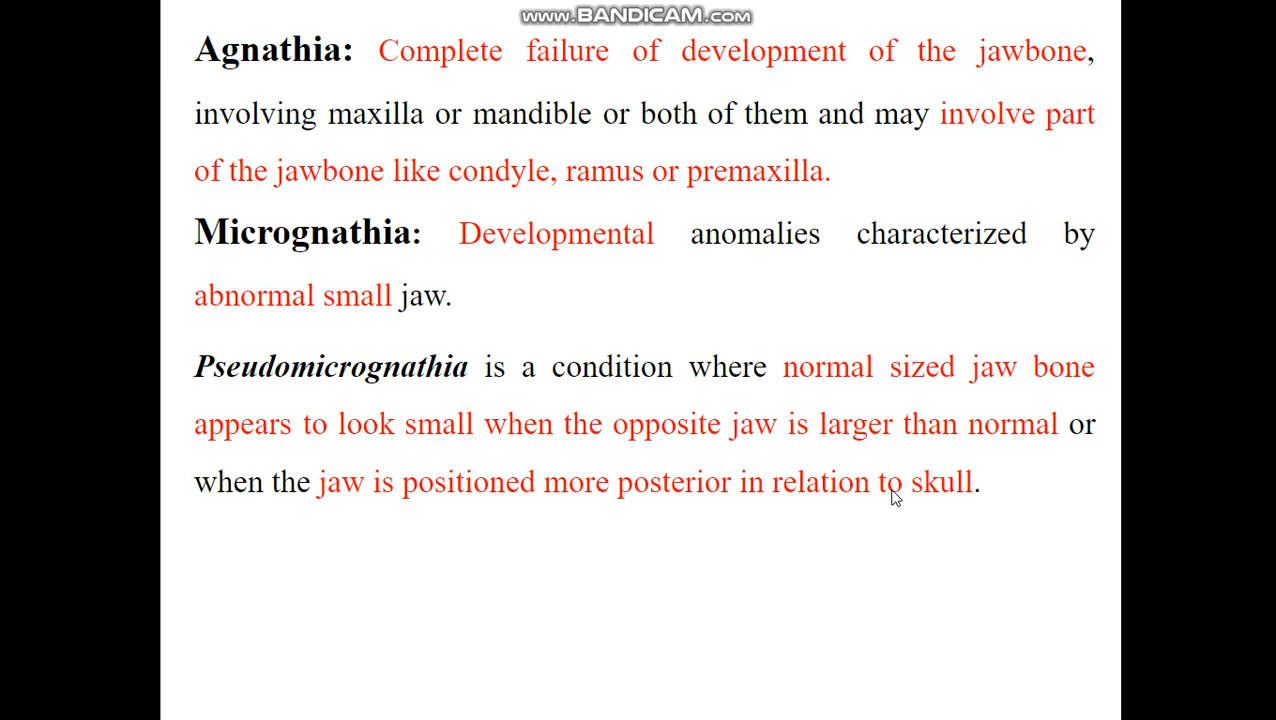 www.BANDICAM.com
Agnathia: Complete failure of development of the jawbone,
involving maxilla or mandible or both of them and may involve part
of the jawbone like condyle, ramus or premaxilla.
Micrognathia: Developmental anomalies characterized by
abnormal small jaw.
Pseudomicrognathia is a condition where normal sized jaw bone
appears to look small when the opposite jaw is larger than normal or
when the jaw is positioned more posterior in relation to skull.